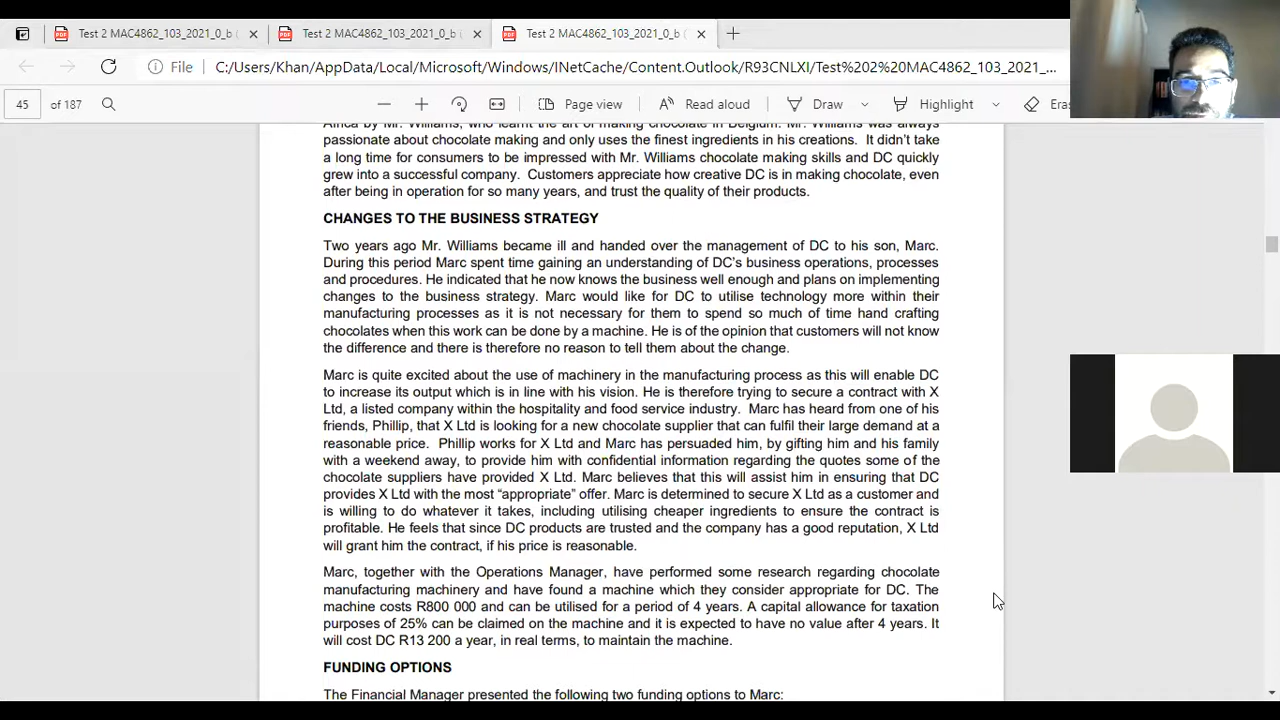 Test 2 MAC4862_103_2021_0_b (
Test 2 MAC4862_103_2021_0_b (
Test 2 MAC4862_103_2021_0_b (
File
C:/Users/Khan/AppData/Local/Microsoft/Windows/INetCache/Content.Outlook/R93CNLXI/Test%202%20MAC4862_103_2021_...
45 of 187
Page view
Read aloud
Draw
Highlight
Eras
Africa by Mr. Williams, who learnt the art of making chocolate in Belgium. Mr. Williams was always
passionate about chocolate making and only uses the finest ingredients in his creations. It didn't take
a long time for consumers to be impressed with Mr. Williams chocolate making skills and DC quickly
grew into a successful company. Customers appreciate how creative DC is in making chocolate, even
after being in operation for so many years, and trust the quality of their products.
CHANGES TO THE BUSINESS STRATEGY
Two years ago Mr. Williams became ill and handed over the management of DC to his son, Marc.
During this period Marc spent time gaining an understanding of DC's business operations, processes
and procedures. He indicated that he now knows the business well enough and plans on implementing
changes to the business strategy. Marc would like for DC to utilise technology more within their
manufacturing processes as it is not necessary for them to spend so much of time hand crafting
chocolates when this work can be done by a machine. He is of the opinion that customers will not know
the difference and there is therefore no reason to tell them about the change.
Marc is quite excited about the use of machinery in the manufacturing process as this will enable DC
to increase its output which is in line with his vision. He is therefore trying to secure a contract with X
Ltd, a listed company within the hospitality and food service industry. Marc has heard from one of his
friends, Phillip, that X Ltd is looking for a new chocolate supplier that can fulfil their large demand at a
reasonable price. Phillip works for X Ltd and Marc has persuaded him, by gifting him and his family
with a weekend away, to provide him with confidential information regarding the quotes some of the
chocolate suppliers have provided X Ltd. Marc believes that this will assist him in ensuring that DC
provides X Ltd with the most "appropriate" offer. Marc is determined to secure X Ltd as a customer and
is willing to do whatever it takes, including utilising cheaper ingredients to ensure the contract is
profitable. He feels that since DC products are trusted and the company has a good reputation, X Ltd
will grant him the contract, if his price is reasonable.
Marc, together with the Operations Manager, have performed some research regarding chocolate
manufacturing machinery and have found a machine which they consider appropriate for DC. The
machine costs R800 000 and can be utilised for a period of 4 years. A capital allowance for taxation
purposes of 25% can be claimed on the machine and it is expected to have no value after 4 years. It
will cost DC R13 200 a year, in real terms, to maintain the machine.
FUNDING OPTIONS
The Financial Manager presented the following two funding options to Marc: